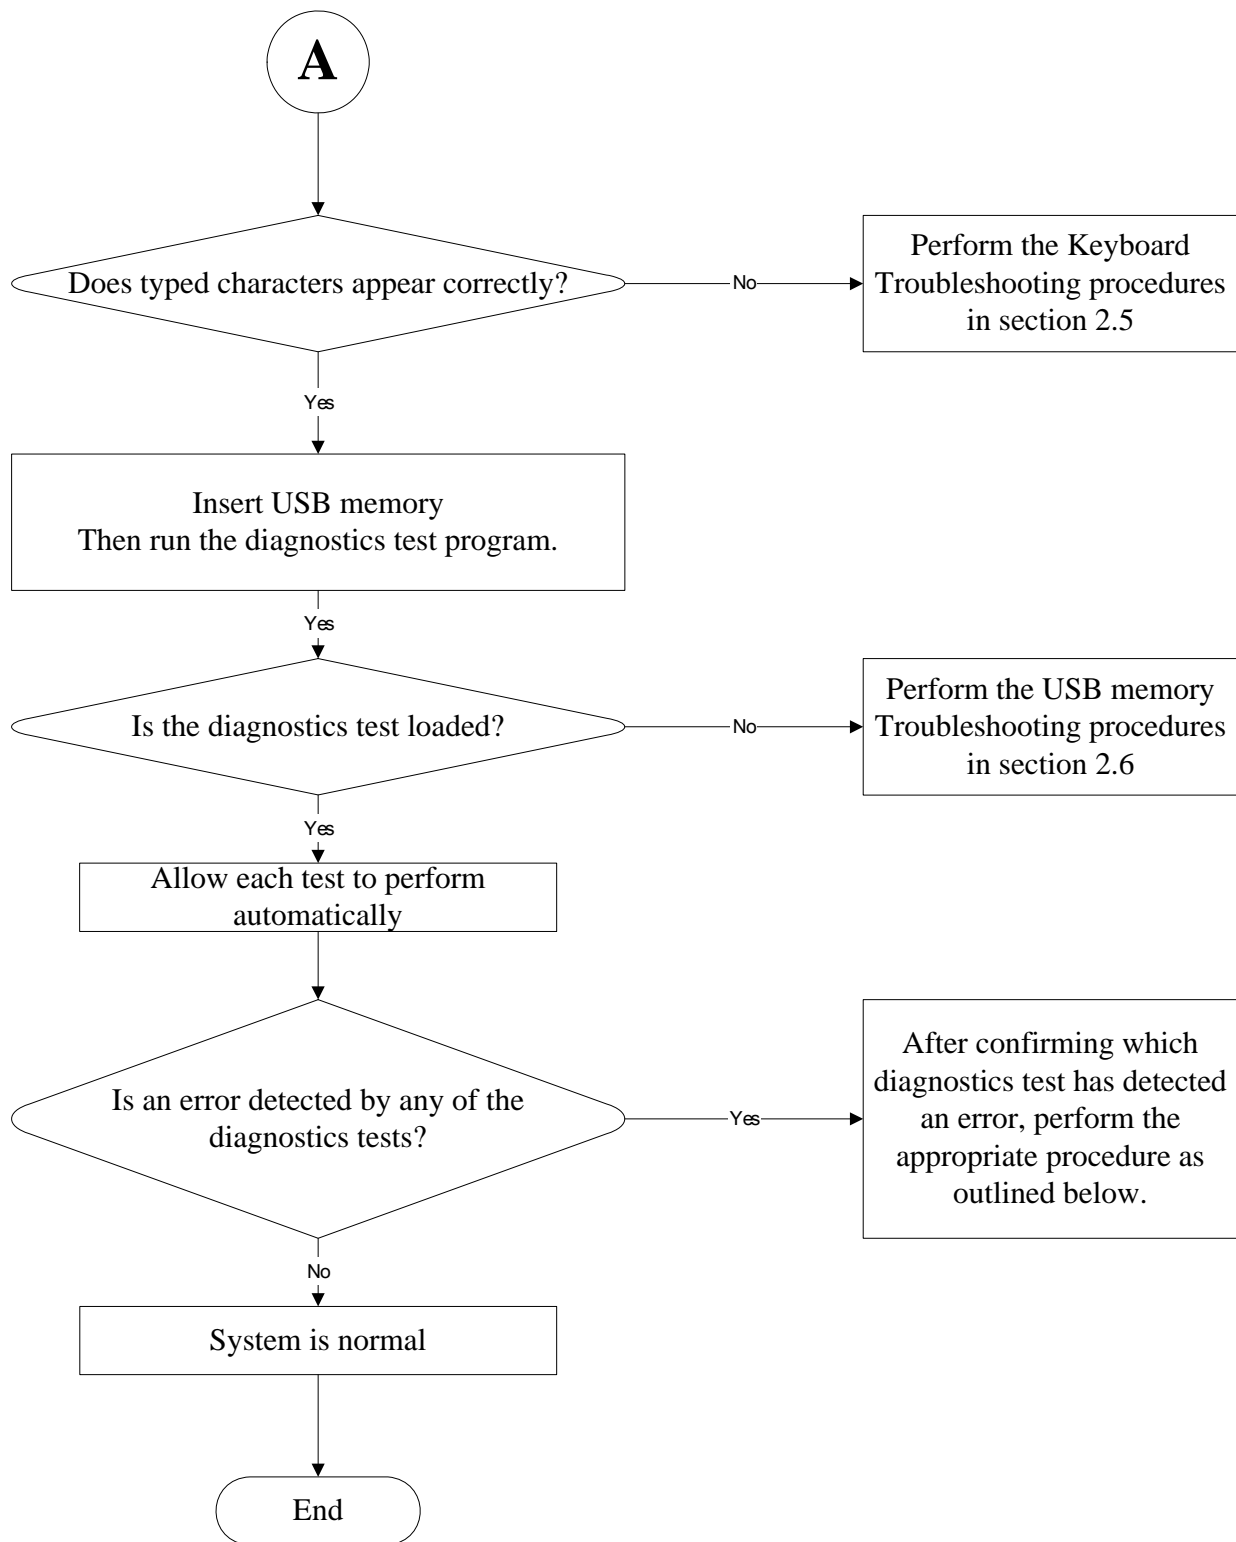 A
Does typed characters appear correctly?
No
Perform the Keyboard
Troubleshooting procedures
in section 2.5
Yes
Insert USB memory
Then run the diagnostics test program.
Yes
Is the diagnostics test loaded?
No
Perform the USB memory
Troubleshooting procedures
in section 2.6
Yes
Allow each test to perform
automatically
Is an error detected by any of the
diagnostics tests?
Yes
After confirming which
diagnostics test has detected
an error, perform the
appropriate procedure as
outlined below.
No
System is normal
End